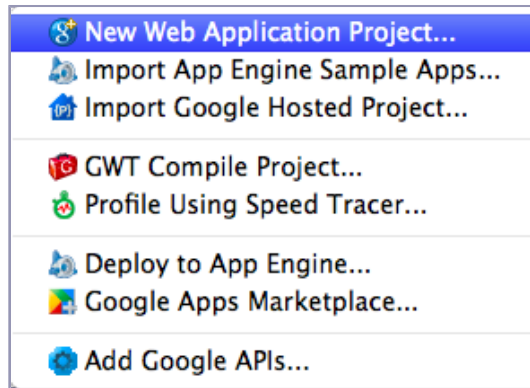 New Web Application Project...
Import App Engine Sample Apps...
Import Google Hosted Project...
GWT Compile Project...
Profile Using Speed Tracer...
Deploy to App Engine...
Google Apps Marketplace...
Add Google APIs...